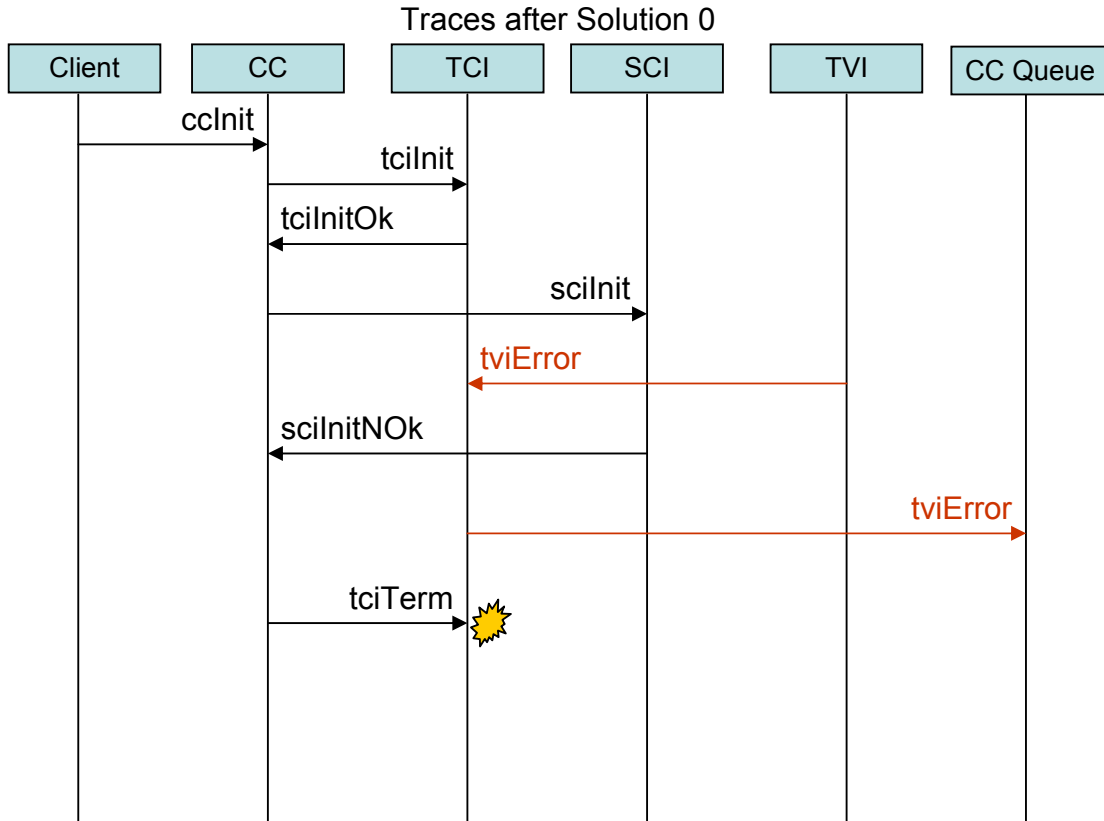 Traces after Solution 0
Client CC TCI SCI TVI CC Queue
ccInit
tciInit
tciInitOk
sciInit
tviError
sciInitNOk
tviError
tciTerm